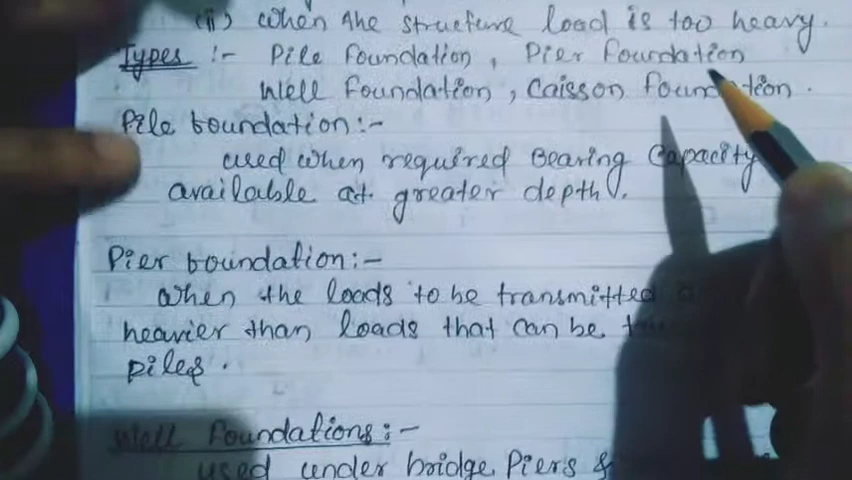 (ii) when the structure load is too heavy.
Types :- Pile foundation, Pier foundation
Well foundation, Caisson foundation.
Pile foundation:-
used when required Bearing Capacity
available at greater depth.
Pier foundation:-
when the loads to be transmitted
heavier than loads that can be
piles.
Well foundations:-
used under bridge Piers &